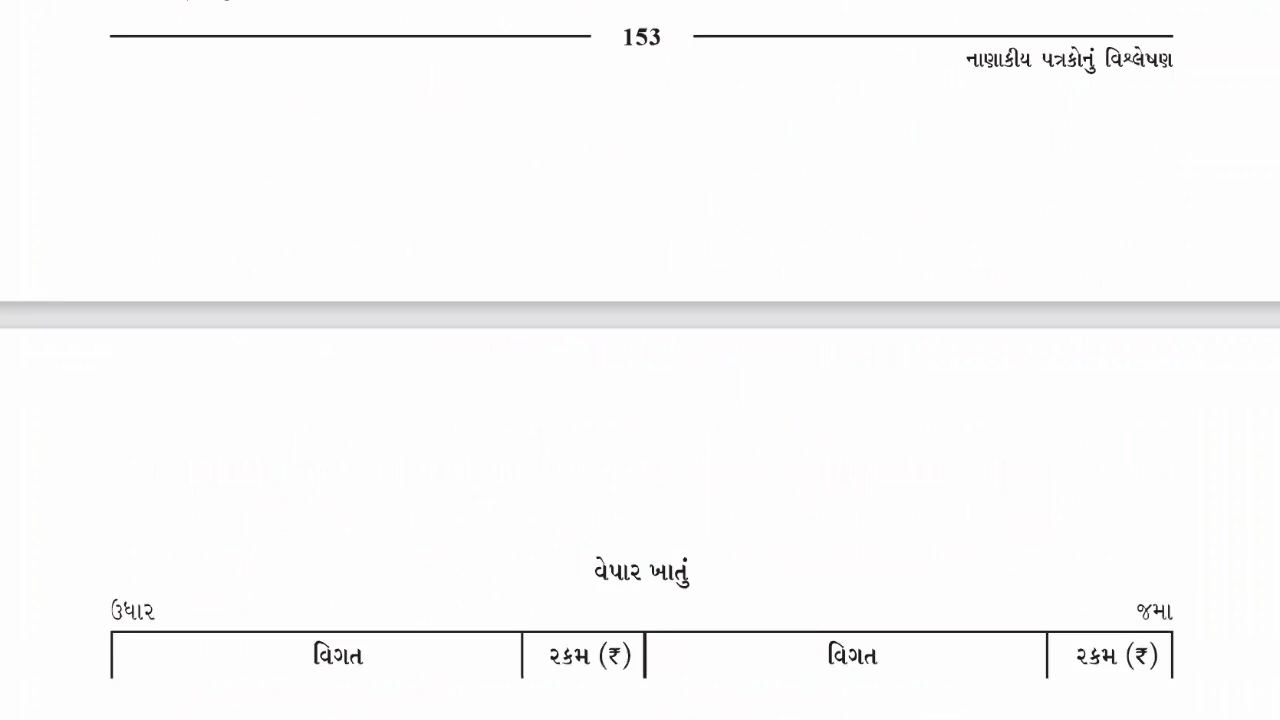 153
નાણાકીય પત્રકોનું વિશ્લેષણ
વેપાર ખાતું
ઉધાર જમા
વિગત રકમ (₹) વિગત રકમ (₹)